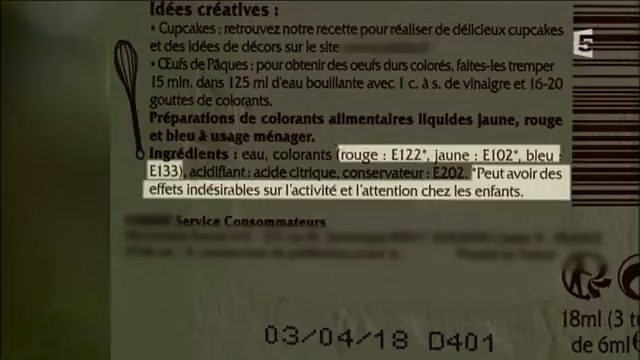 Idées créatives :
• Cupcakes : retrouvez notre recette pour réaliser de délicieux cupcakes
et des idées de décors sur le site
• Œufs de Pâques : pour obtenir des oeufs durs colorés, faites-les tremper
15 min. dans 125 ml d'eau bouillante avec 1 c. à s. de vinaigre et 16-20
gouttes de colorants.
Préparations de colorants alimentaires liquides jaune, rouge
et bleu à usage ménager.
Ingrédients : eau, colorants (rouge : E122*, jaune : E102*, bleu :
E133), acidifiant : acide citrique, conservateur : E202. *Peut avoir des
effets indésirables sur l'activité et l'attention chez les enfants.
Service Consommateurs
18ml (3
de 6ml
03/04/18 D401
5